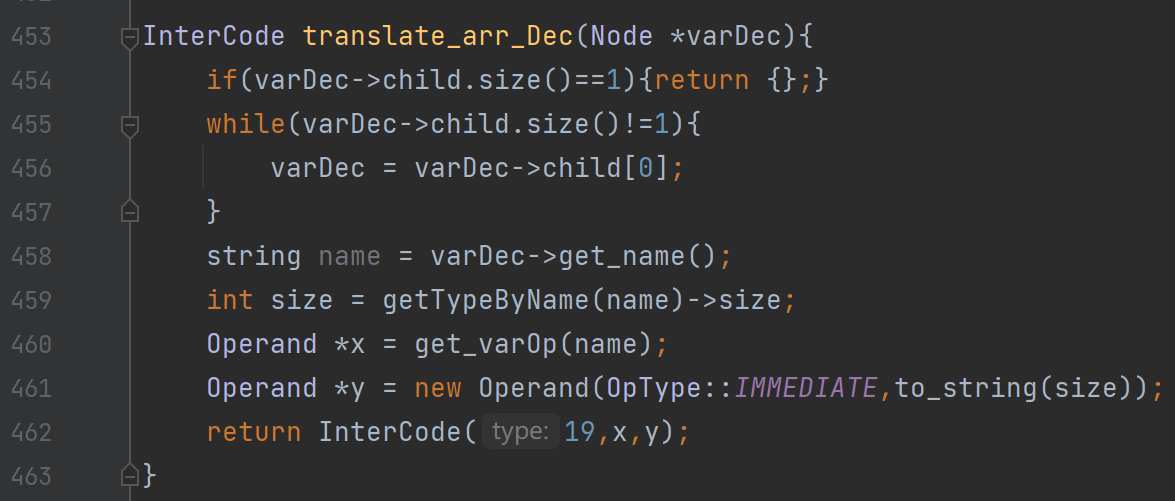 453 InterCode translate_arr_Dec(Node *varDec){
454     if(varDec->child.size()==1){return {};}
455     while(varDec->child.size()!=1){
456         varDec = varDec->child[0];
457     }
458     string name = varDec->get_name();
459     int size = getTypeByName(name)->size;
460     Operand *x = get_varOp(name);
461     Operand *y = new Operand(OpType::IMMEDIATE,to_string(size));
462     return InterCode( type: 19,x,y);
463 }